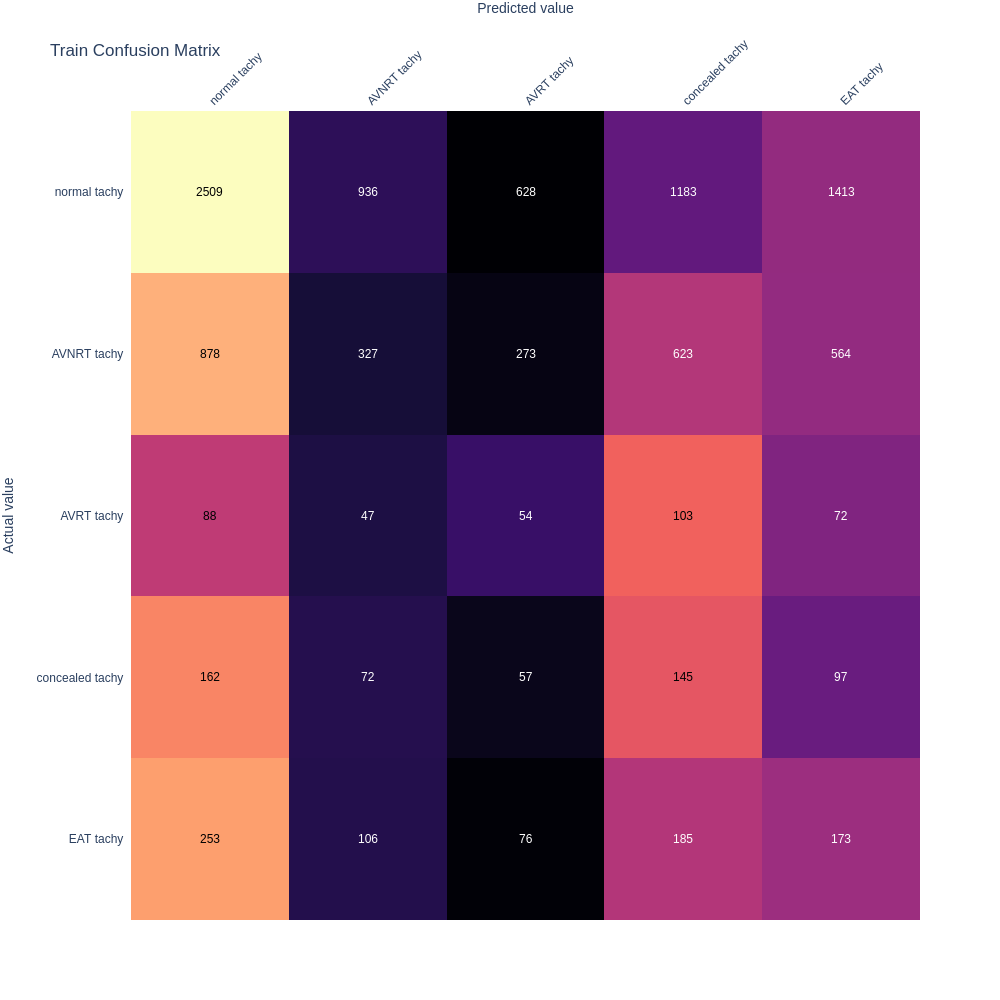 Predicted value
Train Confusion Matrix
normal tachy
AVNRT tachy
AVRT tachy
concealed tachy
EAT tachy
normal tachy 2509 936 628 1183 1413
AVNRT tachy 878 327 273 623 564
Actual value
AVRT tachy 88 47 54 103 72
concealed tachy 162 72 57 145 97
EAT tachy 253 106 76 185 173